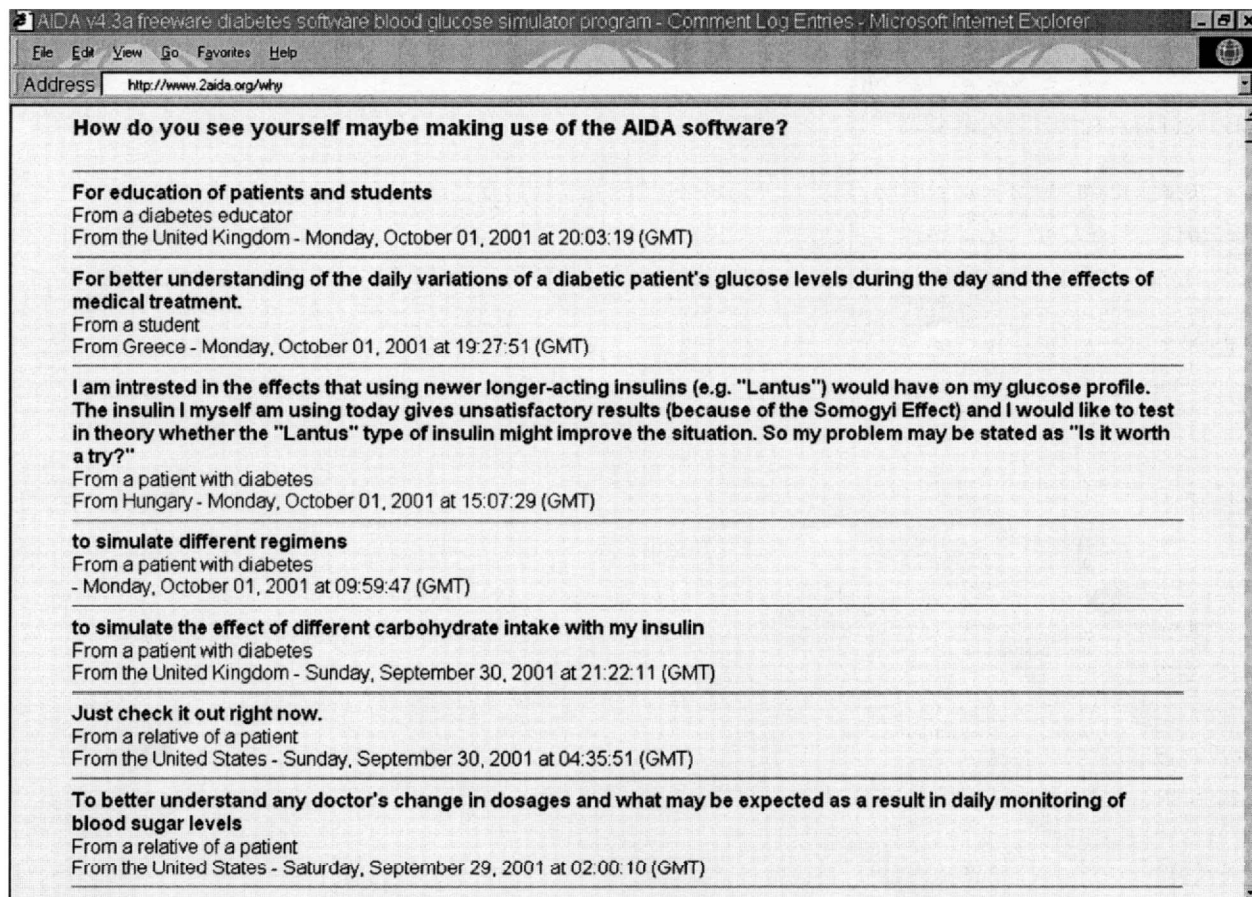 AIDA v4.3a freeware diabetes software blood glucose simulator program - Comment Log Entries - Microsoft Internet Explorer
File Edit View Go Favorites Help
Address http://www.2aida.org/why
How do you see yourself maybe making use of the AIDA software?
For education of patients and students
From a diabetes educator
From the United Kingdom - Monday, October 01, 2001 at 20:03:19 (GMT)
For better understanding of the daily variations of a diabetic patient's glucose levels during the day and the effects of
medical treatment.
From a student
From Greece - Monday, October 01, 2001 at 19:27:51 (GMT)
I am intrested in the effects that using newer longer-acting insulins (e.g. "Lantus") would have on my glucose profile.
The insulin I myself am using today gives unsatisfactory results (because of the Somogyi Effect) and I would like to test
in theory whether the "Lantus" type of insulin might improve the situation. So my problem may be stated as "Is it worth
a try?"
From a patient with diabetes
From Hungary - Monday, October 01, 2001 at 15:07:29 (GMT)
to simulate different regimens
From a patient with diabetes
- Monday, October 01, 2001 at 09:59:47 (GMT)
to simulate the effect of different carbohydrate intake with my insulin
From a patient with diabetes
From the United Kingdom - Sunday, September 30, 2001 at 21:22:11 (GMT)
Just check it out right now.
From a relative of a patient
From the United States - Sunday, September 30, 2001 at 04:35:51 (GMT)
To better understand any doctor's change in dosages and what may be expected as a result in daily monitoring of
blood sugar levels
From a relative of a patient
From the United States - Saturday, September 29, 2001 at 02:00:10 (GMT)